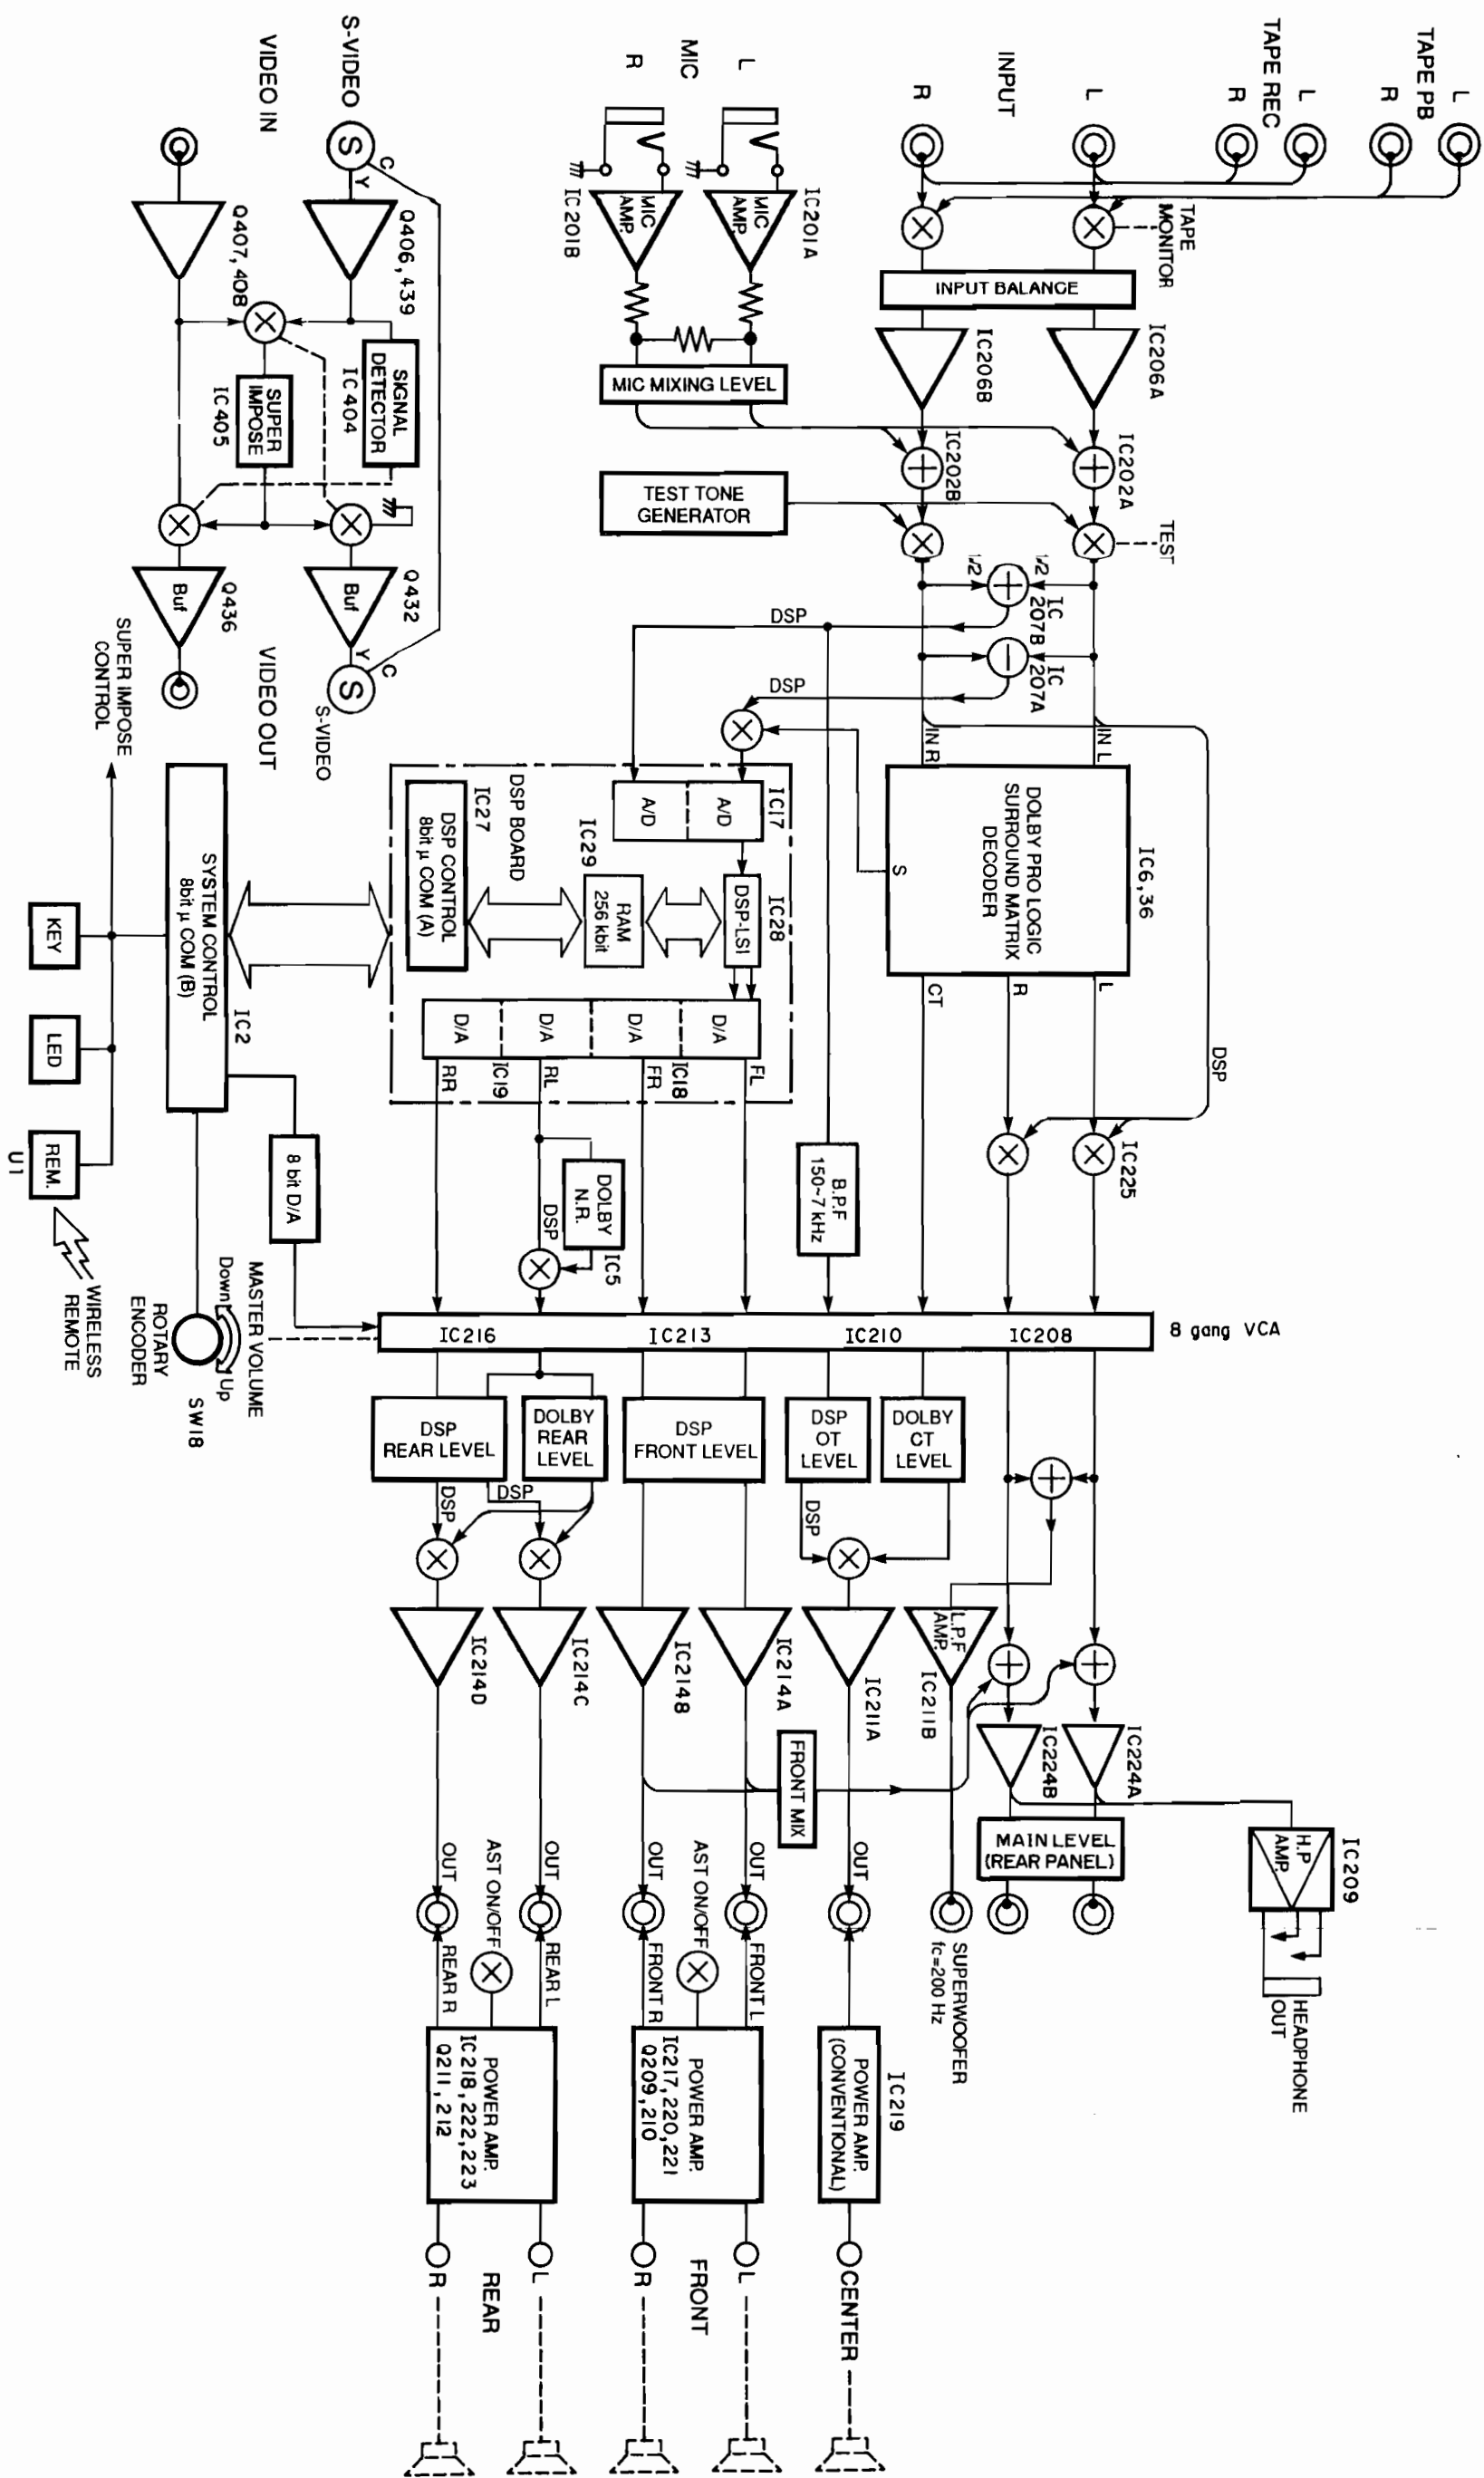 TAPE PB
L
R
TAPE REC
L
R
INPUT
L
R
TAPE
MONITOR
INPUT BALANCE
IC206A
IC206B
IC202A
IC202B
TEST
MIC
L
R
IC201A
MIC
AMP.
IC201B
MIC
AMP.
MIC MIXING LEVEL
TEST TONE
GENERATOR
1/2
1/2
IC
207B
IC
207A
DSP
DSP
IN L
IN R
IC6,36
DOLBY PRO LOGIC
SURROUND MATRIX
DECODER
S
L
R
CT
DSP
IC225
B.P.F
150~7 kHz
IC17
A/D
A/D
IC28
DSP-LSI
IC29
RAM
256 kbit
DSP BOARD
IC27
DSP CONTROL
8bit μ COM (A)
D/A
D/A
D/A
D/A
FL
IC18
FR
RL
IC19
RR
DOLBY
N.R.
IC5
DSP
S-VIDEO
VIDEO IN
S
C
Y
Q406,439
Q407,408
SIGNAL
DETECTOR
IC404
SUPER
IMPOSE
IC405
Q432
Buf
Q436
Buf
Y
C
S
S-VIDEO
VIDEO OUT
SUPER IMPOSE
CONTROL
SYSTEM CONTROL
8bit μ COM (B)
IC2
KEY
LED
REM.
U1
WIRELESS
REMOTE
8 bit D/A
MASTER VOLUME
Down
Up
ROTARY
ENCODER
SW18
8 gang VCA
IC208
IC210
IC213
IC216
DOLBY
CT
LEVEL
DSP
OT
LEVEL
DSP
FRONT LEVEL
DOLBY
REAR
LEVEL
DSP
REAR LEVEL
DSP
DSP
DSP
L.P.F
AMP.
IC211B
IC211A
IC214A
IC214B
IC214C
IC214D
IC224A
IC224B
FRONT MIX
MAIN LEVEL
(REAR PANEL)
IC209
H.P
AMP.
HEADPHONE
OUT
SUPERWOOFER
fc=200 Hz
OUT
OUT
OUT
OUT
OUT
AST ON/OFF
AST ON/OFF
FRONT L
FRONT R
REAR L
REAR R
IC219
POWER AMP.
(CONVENTIONAL)
POWER AMP.
IC217,220,221
Q209,210
POWER AMP.
IC218,222,223
Q211,212
CENTER
L
FRONT
R
L
REAR
R